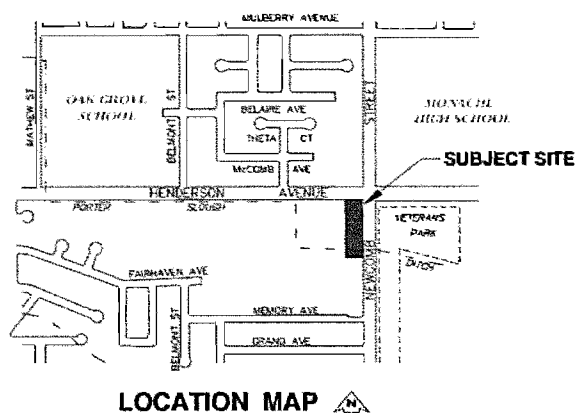 MULBERRY AVENUE
OAK GROVE
SCHOOL
MATHEW ST
BELMONT ST
BELAIRE AVE
THETA CT
McCOMB AVE
STREET
MONACHE
HIGH SCHOOL
SUBJECT SITE
HENDERSON AVENUE
PORTER SLOUGH
VETERANS
PARK
NEWCOMB
DITCH
FAIRHAVEN AVE
BELMONT ST
MEMORY AVE
GRAND AVE
LOCATION MAP N